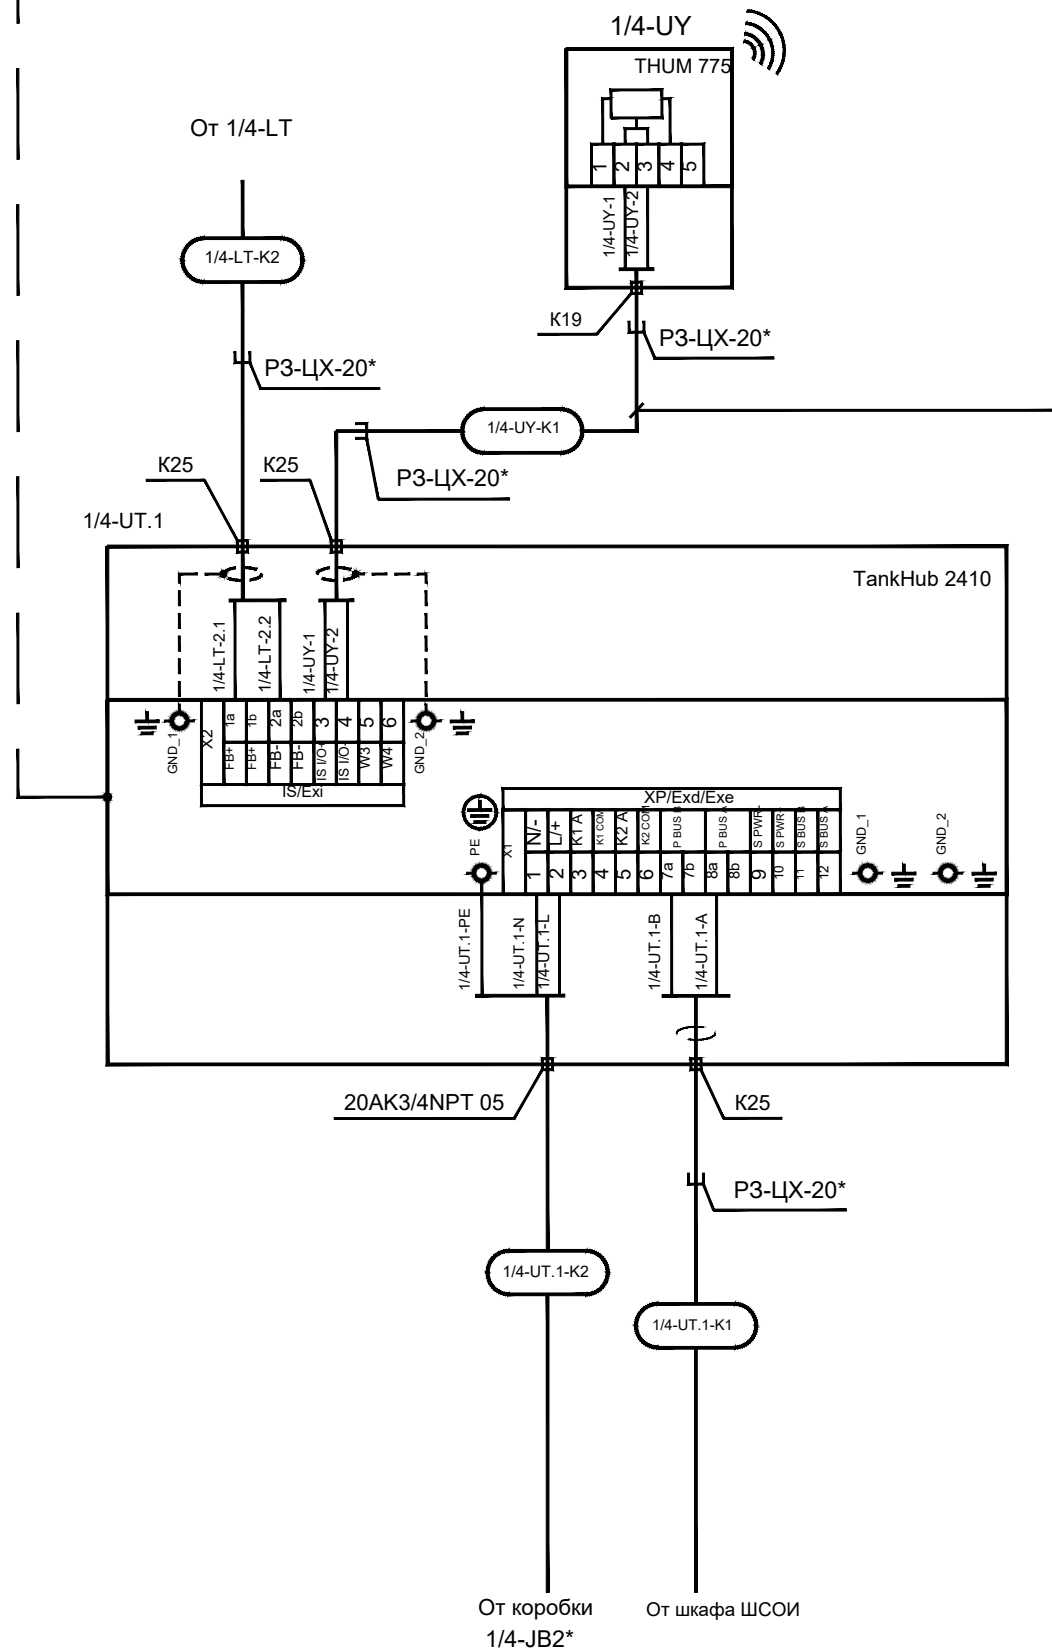 1/4-UY
THUM 775
1 2 3 4 5
1/4-UY-1
1/4-UY-2
От 1/4-LT
1/4-LT-K2
К19
РЗ-ЦХ-20*
РЗ-ЦХ-20*
1/4-UY-K1
К25
К25
РЗ-ЦХ-20*
1/4-UT.1
TankHub 2410
1/4-LT-2.1
1/4-LT-2.2
1/4-UY-1
1/4-UY-2
GND_1
X2
1a 1b 2a 2b 3 4 5 6
FB+ FB+ FB- FB- IS I/O+ IS I/O- W3 W4
IS/Exi
GND_2
XP/Exd/Exe
PE
X1
N/- L/+ K1 A K1 COM K2 A K2 COM P BUS B P BUS A S PWR- S PWR+ S BUS B S BUS A
1 2 3 4 5 6 7a 7b 8a 8b 9 10 11 12
GND_1
GND_2
1/4-UT.1-PE
1/4-UT.1-N
1/4-UT.1-L
1/4-UT.1-B
1/4-UT.1-A
20АК3/4NPT 05
К25
РЗ-ЦХ-20*
1/4-UT.1-K2
1/4-UT.1-K1
От коробки
1/4-JB2*
От шкафа ШСОИ